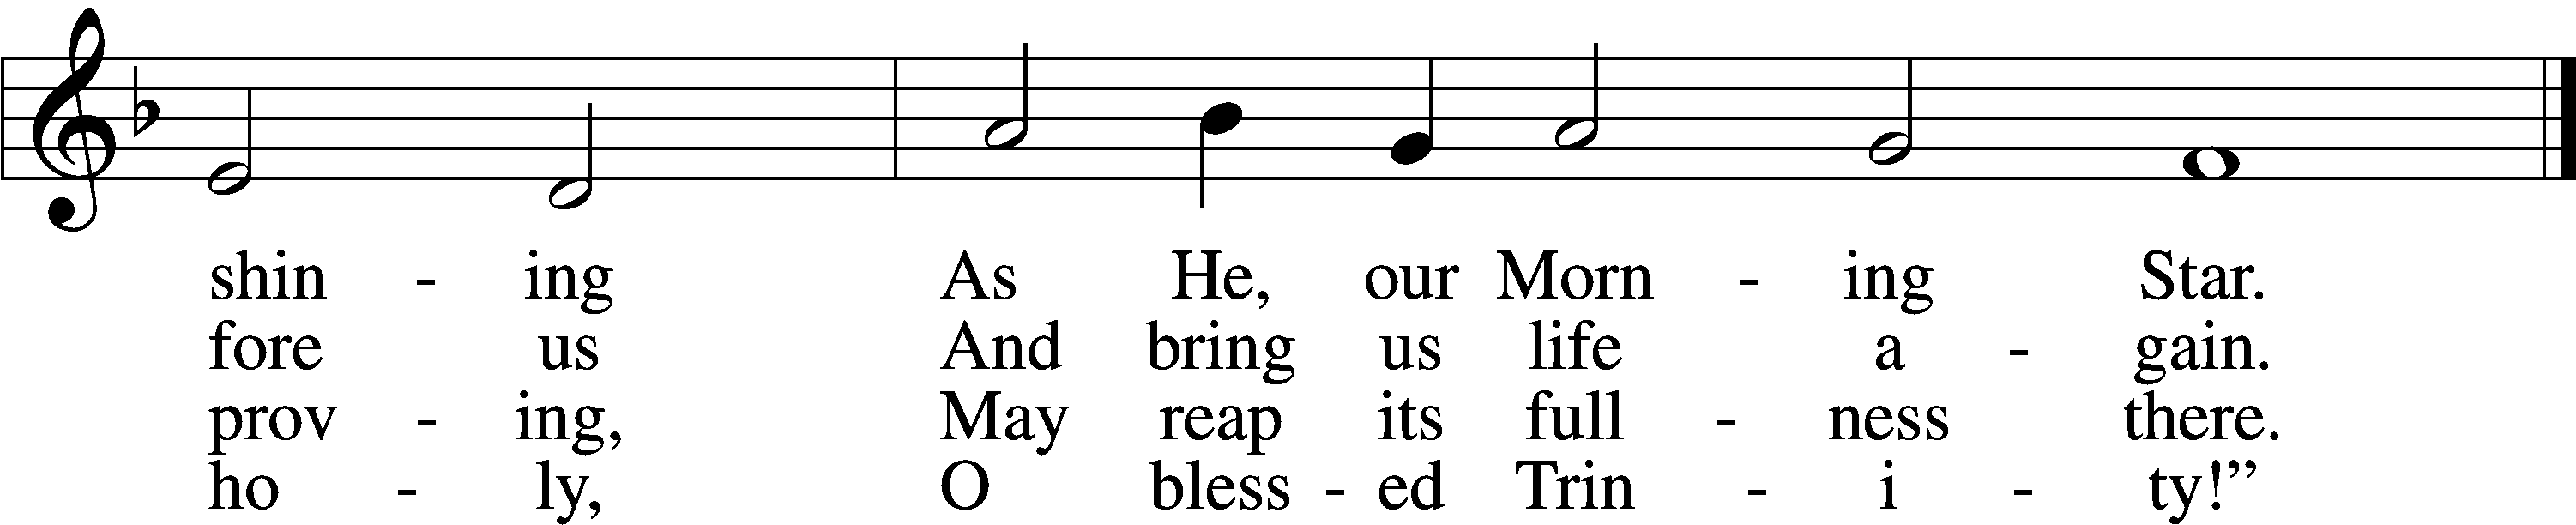 shin - ing As He, our Morn - ing Star.
fore us And bring us life a - gain.
prov - ing, May reap its full - ness there.
ho - ly, O bless - ed Trin - i - ty!”